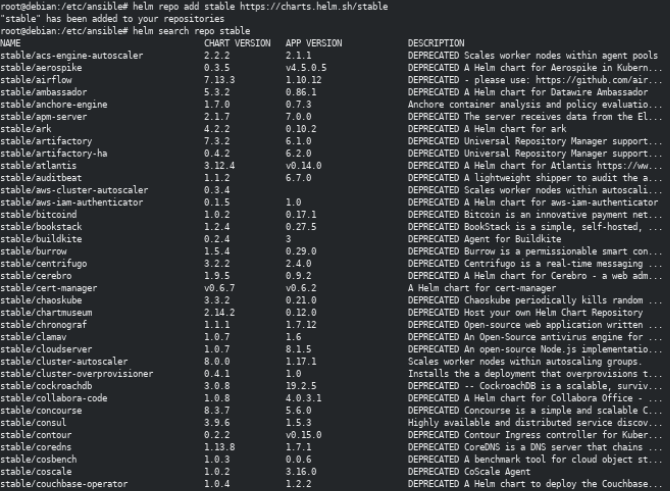 root@debian:/etc/ansible# helm repo add stable https://charts.helm.sh/stable
"stable" has been added to your repositories
root@debian:/etc/ansible# helm search repo stable
NAME CHART VERSION APP VERSION DESCRIPTION
stable/acs-engine-autoscaler 2.2.2 2.1.1 DEPRECATED Scales worker nodes within agent pools
stable/aerospike 0.3.5 v4.5.0.5 DEPRECATED A Helm chart for Aerospike in Kubern...
stable/airflow 7.13.3 1.10.12 DEPRECATED - please use: https://github.com/air...
stable/ambassador 5.3.2 0.86.1 DEPRECATED A Helm chart for Datawire Ambassador
stable/anchore-engine 1.7.0 0.7.3 Anchore container analysis and policy evaluatio...
stable/apm-server 2.1.7 7.0.0 DEPRECATED The server receives data from the El...
stable/ark 4.2.2 0.10.2 DEPRECATED A Helm chart for ark
stable/artifactory 7.3.2 6.1.0 DEPRECATED Universal Repository Manager support...
stable/artifactory-ha 0.4.2 6.2.0 DEPRECATED Universal Repository Manager support...
stable/atlantis 3.12.4 v0.14.0 DEPRECATED A Helm chart for Atlantis https://ww...
stable/auditbeat 1.1.2 6.7.0 DEPRECATED A lightweight shipper to audit the a...
stable/aws-cluster-autoscaler 0.3.4 DEPRECATED Scales worker nodes within autoscali...
stable/aws-iam-authenticator 0.1.5 1.0 DEPRECATED A Helm chart for aws-iam-authenticator
stable/bitcoind 1.0.2 0.17.1 DEPRECATED Bitcoin is an innovative payment net...
stable/bookstack 1.2.4 0.27.5 DEPRECATED BookStack is a simple, self-hosted, ...
stable/buildkite 0.2.4 3 DEPRECATED Agent for Buildkite
stable/burrow 1.5.4 0.29.0 DEPRECATED Burrow is a permissionable smart con...
stable/centrifugo 3.2.2 2.4.0 DEPRECATED Centrifugo is a real-time messaging ...
stable/cerebro 1.9.5 0.9.2 DEPRECATED A Helm chart for Cerebro - a web adm...
stable/cert-manager v0.6.7 v0.6.2 A Helm chart for cert-manager
stable/chaoskube 3.3.2 0.21.0 DEPRECATED Chaoskube periodically kills random ...
stable/chartmuseum 2.14.2 0.12.0 DEPRECATED Host your own Helm Chart Repository
stable/chronograf 1.1.1 1.7.12 DEPRECATED Open-source web application written ...
stable/clamav 1.0.7 1.6 DEPRECATED An Open-Source antivirus engine for ...
stable/cloudserver 1.0.7 8.1.5 DEPRECATED An open-source Node.js implementatio...
stable/cluster-autoscaler 8.0.0 1.17.1 Scales worker nodes within autoscaling groups.
stable/cluster-overprovisioner 0.4.1 1.0 Installs the a deployment that overprovisions t...
stable/cockroachdb 3.0.8 19.2.5 DEPRECATED -- CockroachDB is a scalable, surviv...
stable/collabora-code 1.0.8 4.0.3.1 DEPRECATED A Helm chart for Collabora Office - ...
stable/concourse 8.3.7 5.6.0 DEPRECATED Concourse is a simple and scalable C...
stable/consul 3.9.6 1.5.3 Highly available and distributed service discov...
stable/contour 0.2.2 v0.15.0 DEPRECATED Contour Ingress controller for Kuber...
stable/coredns 1.13.8 1.7.1 DEPRECATED CoreDNS is a DNS server that chains ...
stable/cosbench 1.0.3 0.0.6 DEPRECATED A benchmark tool for cloud object st...
stable/coscale 1.0.2 3.16.0 DEPRECATED CoScale Agent
stable/couchbase-operator 1.0.4 1.2.2 DEPRECATED A Helm chart to deploy the Couchbase...